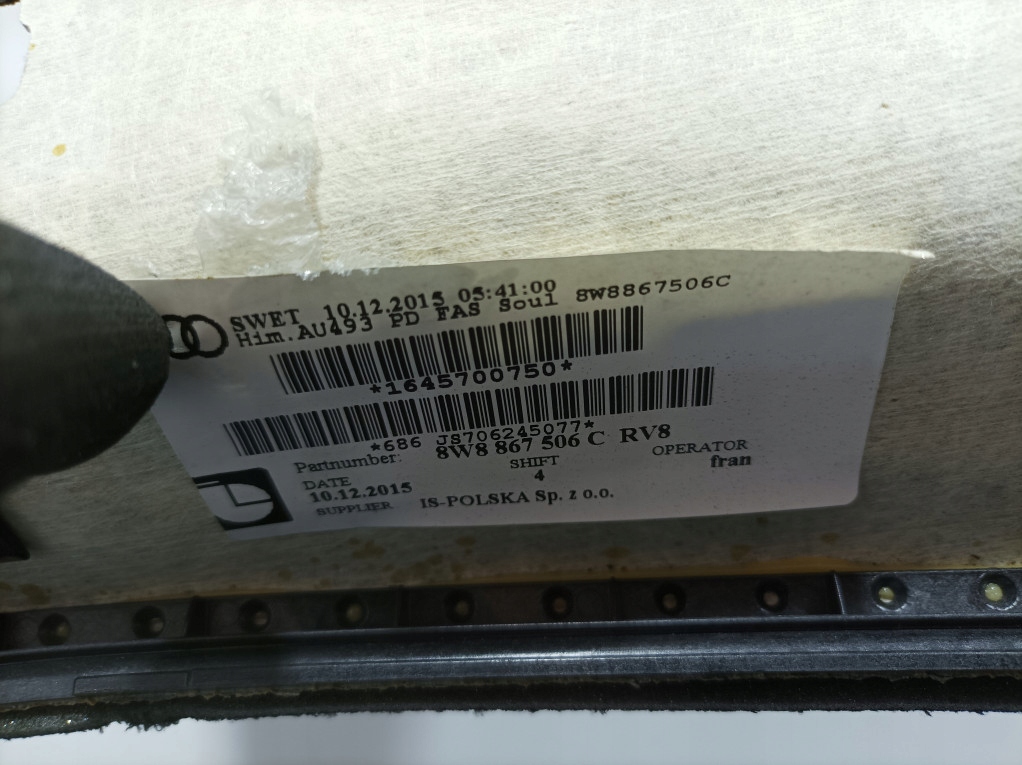 SWET 10.12.2015 05:41:00
Him.AU493 PD FAS Soul 8W8867506C
*1645700750*
*686 JS706245077*
Partnumber: 8W8 867 506 C RV8
DATE SHIFT OPERATOR
10.12.2015 4 fran
SUPPLIER IS-POLSKA Sp. z o.o.